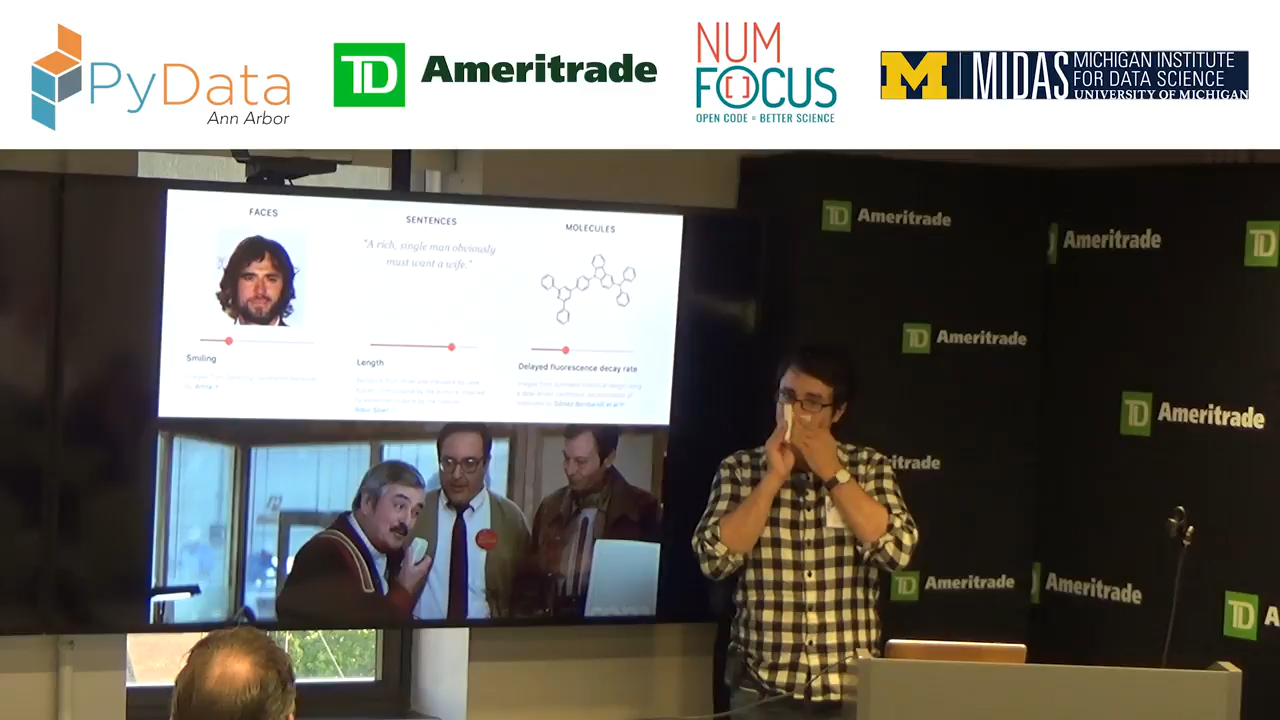 PyData
Ann Arbor
TD Ameritrade
NUM
FOCUS
OPEN CODE = BETTER SCIENCE
M MIDAS
MICHIGAN INSTITUTE
FOR DATA SCIENCE
UNIVERSITY OF MICHIGAN
FACES
SENTENCES
MOLECULES
"A rich, single man obviously
must want a wife."
Smiling
Length
Delayed fluorescence decay rate
TD Ameritrade
Ameritrade
TD
TD Ameritrade
TD Ameritrade
itrade
TD Ameritrade
Ameritrade
TD A